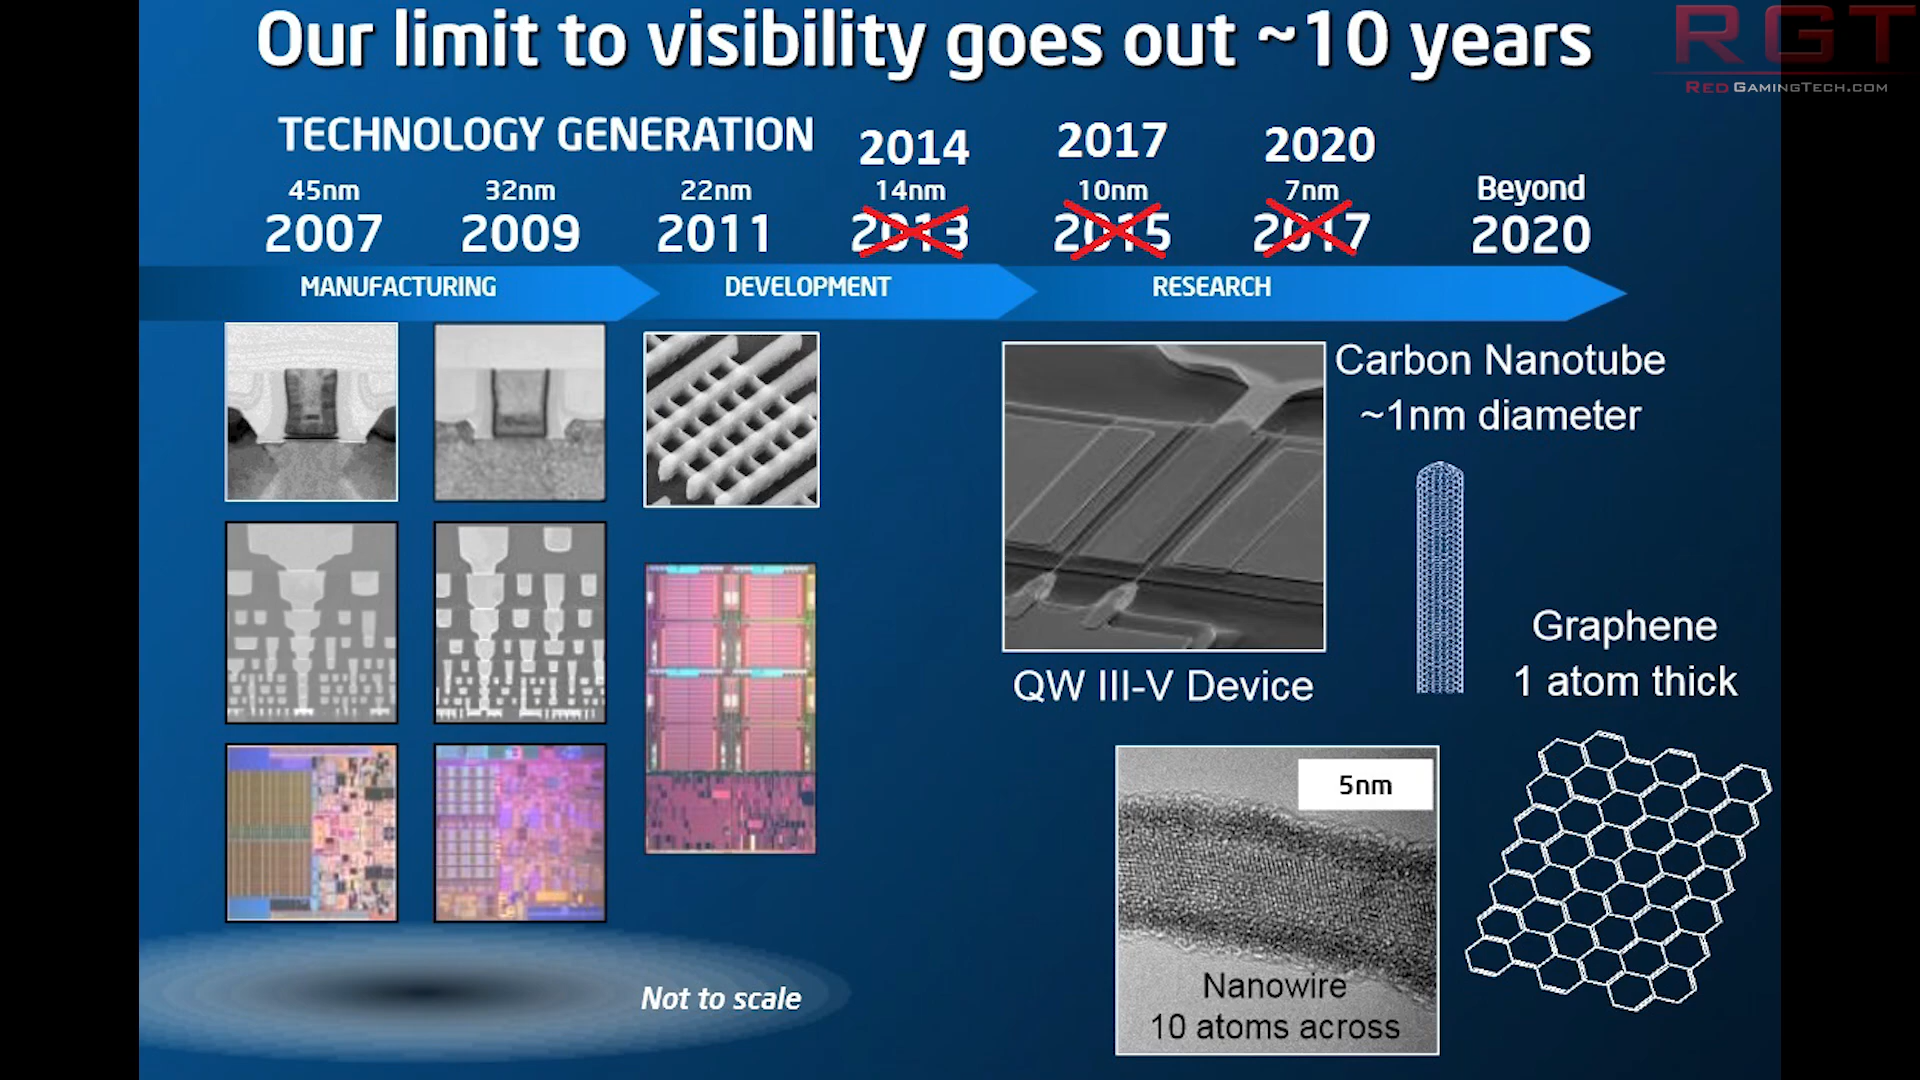 Our limit to visibility goes out ~10 years
RGT
RedGamingTech.com
TECHNOLOGY GENERATION
2014
2017
2020
45nm
32nm
22nm
14nm
10nm
7nm
Beyond
2007
2009
2011
2013
2015
2017
2020
MANUFACTURING
DEVELOPMENT
RESEARCH
Carbon Nanotube
~1nm diameter
QW III-V Device
Graphene
1 atom thick
5nm
Nanowire
10 atoms across
Not to scale